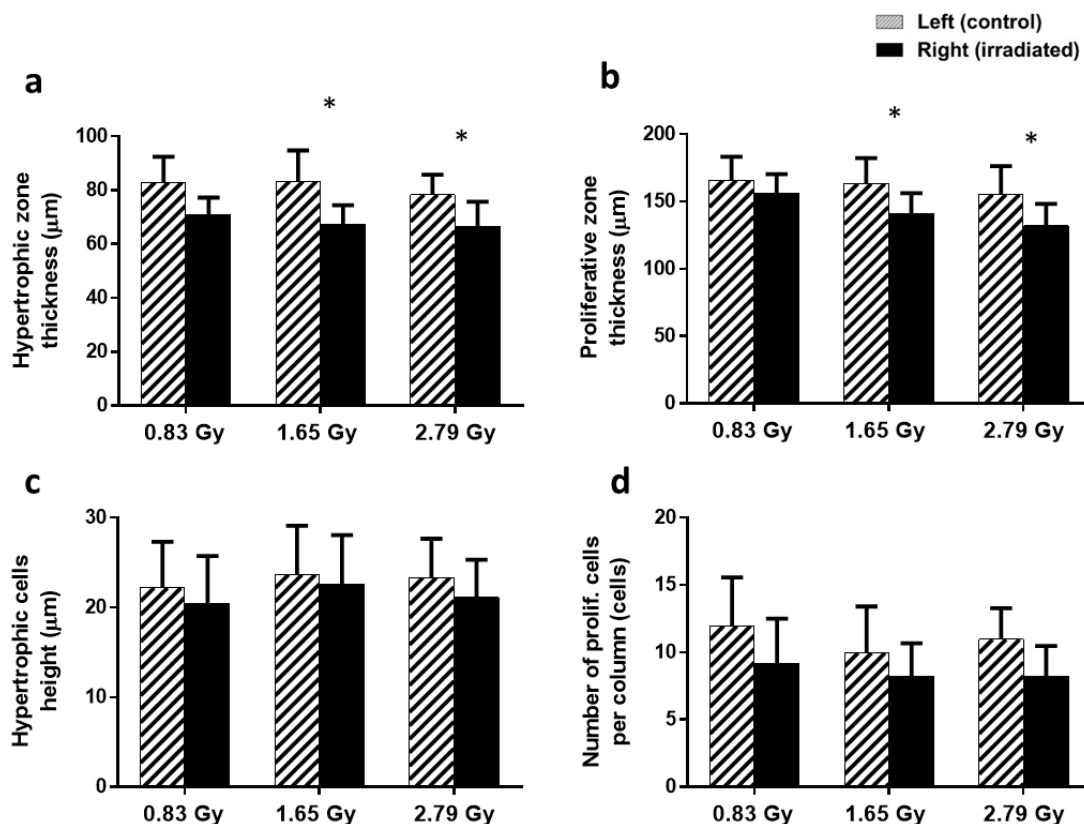 Left (control)
Right (irradiated)
a
*
*
100
80
60
40
20
0
Hypertrophic zone
thickness (μm)
0.83 Gy
1.65 Gy
2.79 Gy
b
*
*
200
150
100
50
0
Proliferative zone
thickness (μm)
0.83 Gy
1.65 Gy
2.79 Gy
c
30
20
10
0
Hypertrophic cells
height (μm)
0.83 Gy
1.65 Gy
2.79 Gy
d
20
15
10
5
0
Number of prolif. cells
per column (cells)
0.83 Gy
1.65 Gy
2.79 Gy